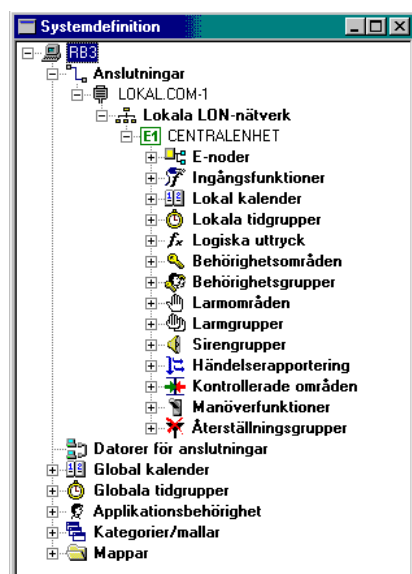 Systemdefinition
RB3
Anslutningar
LOKAL.COM-1
Lokala LON-nätverk
E1 CENTRALENHET
E-noder
Ingångsfunktioner
Lokal kalender
Lokala tidgrupper
Logiska uttryck
Behörighetsområden
Behörighetsgrupper
Larmområden
Larmgrupper
Sirengrupper
Händelserapportering
Kontrollerade områden
Manöverfunktioner
Återställningsgrupper
Datorer för anslutningar
Global kalender
Globala tidgrupper
Applikationsbehörighet
Kategorier/mallar
Mappar